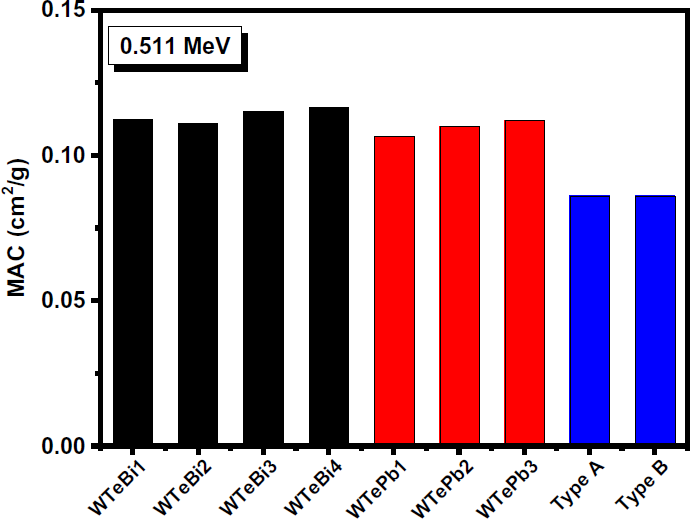 0.15
0.511 MeV
0.10
MAC (cm²/g)
0.05
0.00
WTeBi1
WTeBi2
WTeBi3
WTeBi4
WTePb1
WTePb2
WTePb3
Type A
Type B